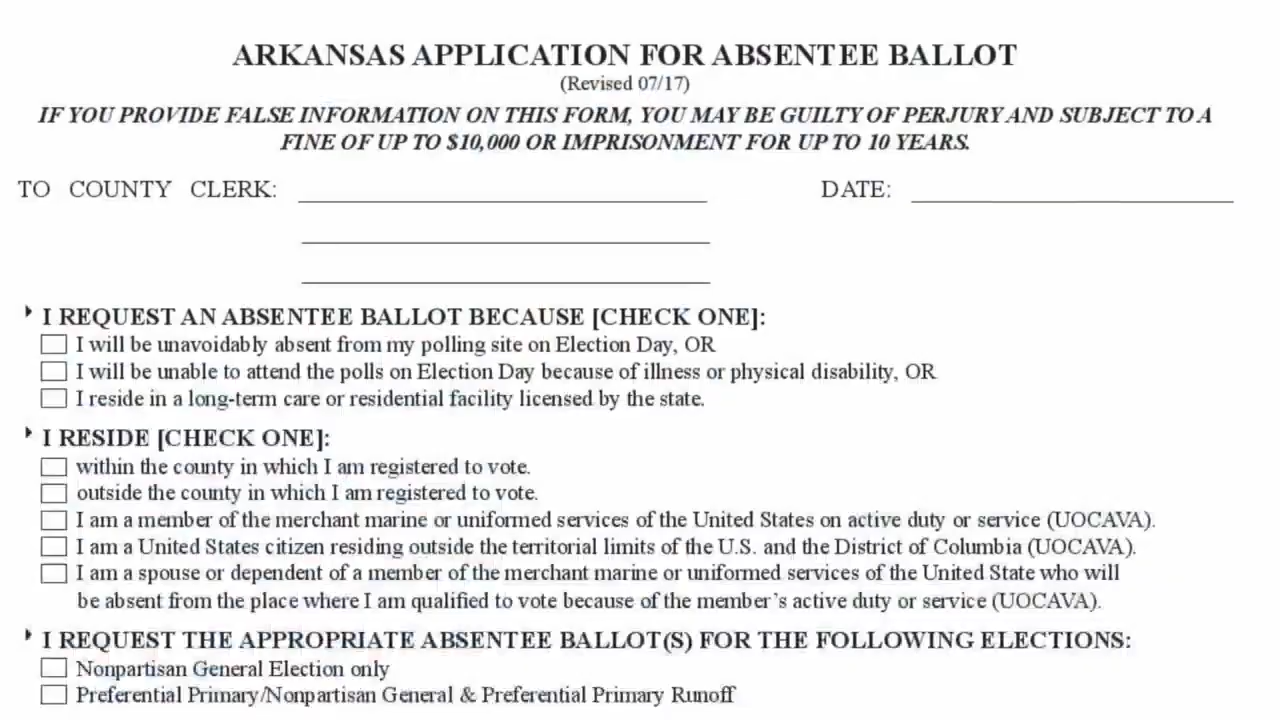 ARKANSAS APPLICATION FOR ABSENTEE BALLOT
(Revised 07/17)
IF YOU PROVIDE FALSE INFORMATION ON THIS FORM, YOU MAY BE GUILTY OF PERJURY AND SUBJECT TO A
FINE OF UP TO $10,000 OR IMPRISONMENT FOR UP TO 10 YEARS.
TO COUNTY CLERK: DATE:
I REQUEST AN ABSENTEE BALLOT BECAUSE [CHECK ONE]:
I will be unavoidably absent from my polling site on Election Day, OR
I will be unable to attend the polls on Election Day because of illness or physical disability, OR
I reside in a long-term care or residential facility licensed by the state.
I RESIDE [CHECK ONE]:
within the county in which I am registered to vote.
outside the county in which I am registered to vote.
I am a member of the merchant marine or uniformed services of the United States on active duty or service (UOCAVA).
I am a United States citizen residing outside the territorial limits of the U.S. and the District of Columbia (UOCAVA).
I am a spouse or dependent of a member of the merchant marine or uniformed services of the United State who will
be absent from the place where I am qualified to vote because of the member’s active duty or service (UOCAVA).
I REQUEST THE APPROPRIATE ABSENTEE BALLOT(S) FOR THE FOLLOWING ELECTIONS:
Nonpartisan General Election only
Preferential Primary/Nonpartisan General & Preferential Primary Runoff